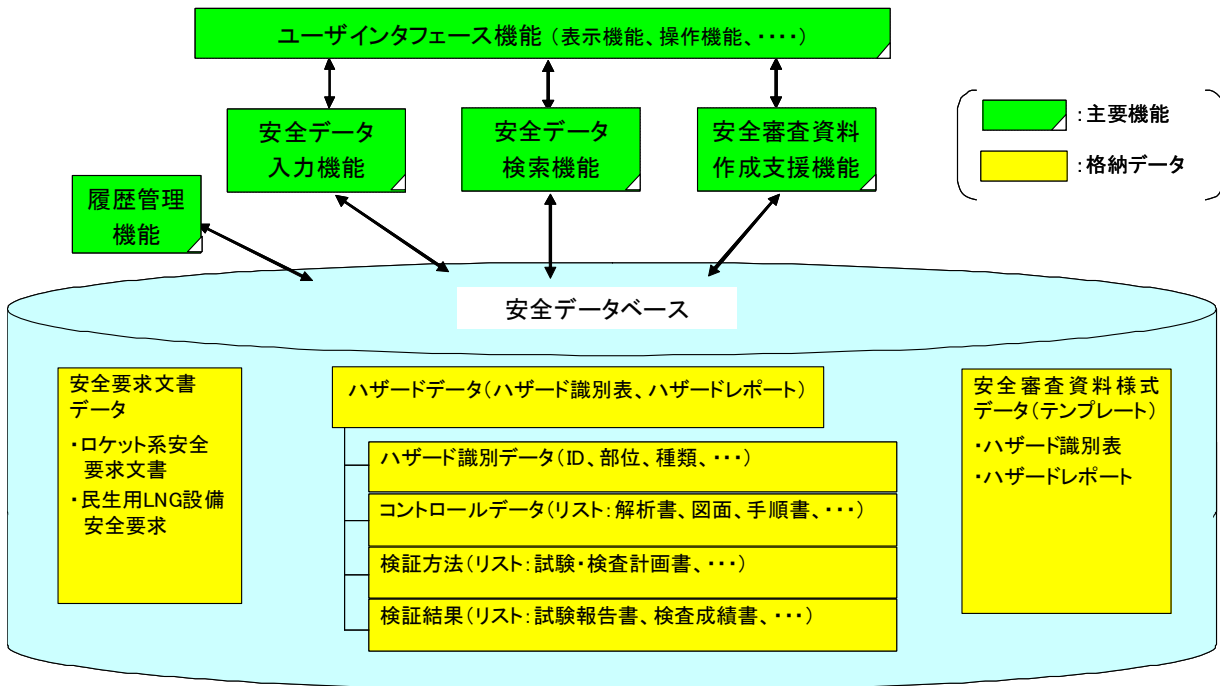 ユーザインタフェース機能（表示機能、操作機能、・・・・）
安全データ
入力機能
安全データ
検索機能
安全審査資料
作成支援機能
：主要機能
：格納データ
履歴管理
機能
安全データベース
安全要求文書
データ
・ロケット系安全
要求文書
・民生用LNG設備
安全要求
ハザードデータ（ハザード識別表、ハザードレポート）
ハザード識別データ（ID、部位、種類、・・・）
コントロールデータ（リスト：解析書、図面、手順書、・・・）
検証方法（リスト：試験・検査計画書、・・・）
検証結果（リスト：試験報告書、検査成績書、・・・）
安全審査資料様式
データ（テンプレート）
・ハザード識別表
・ハザードレポート